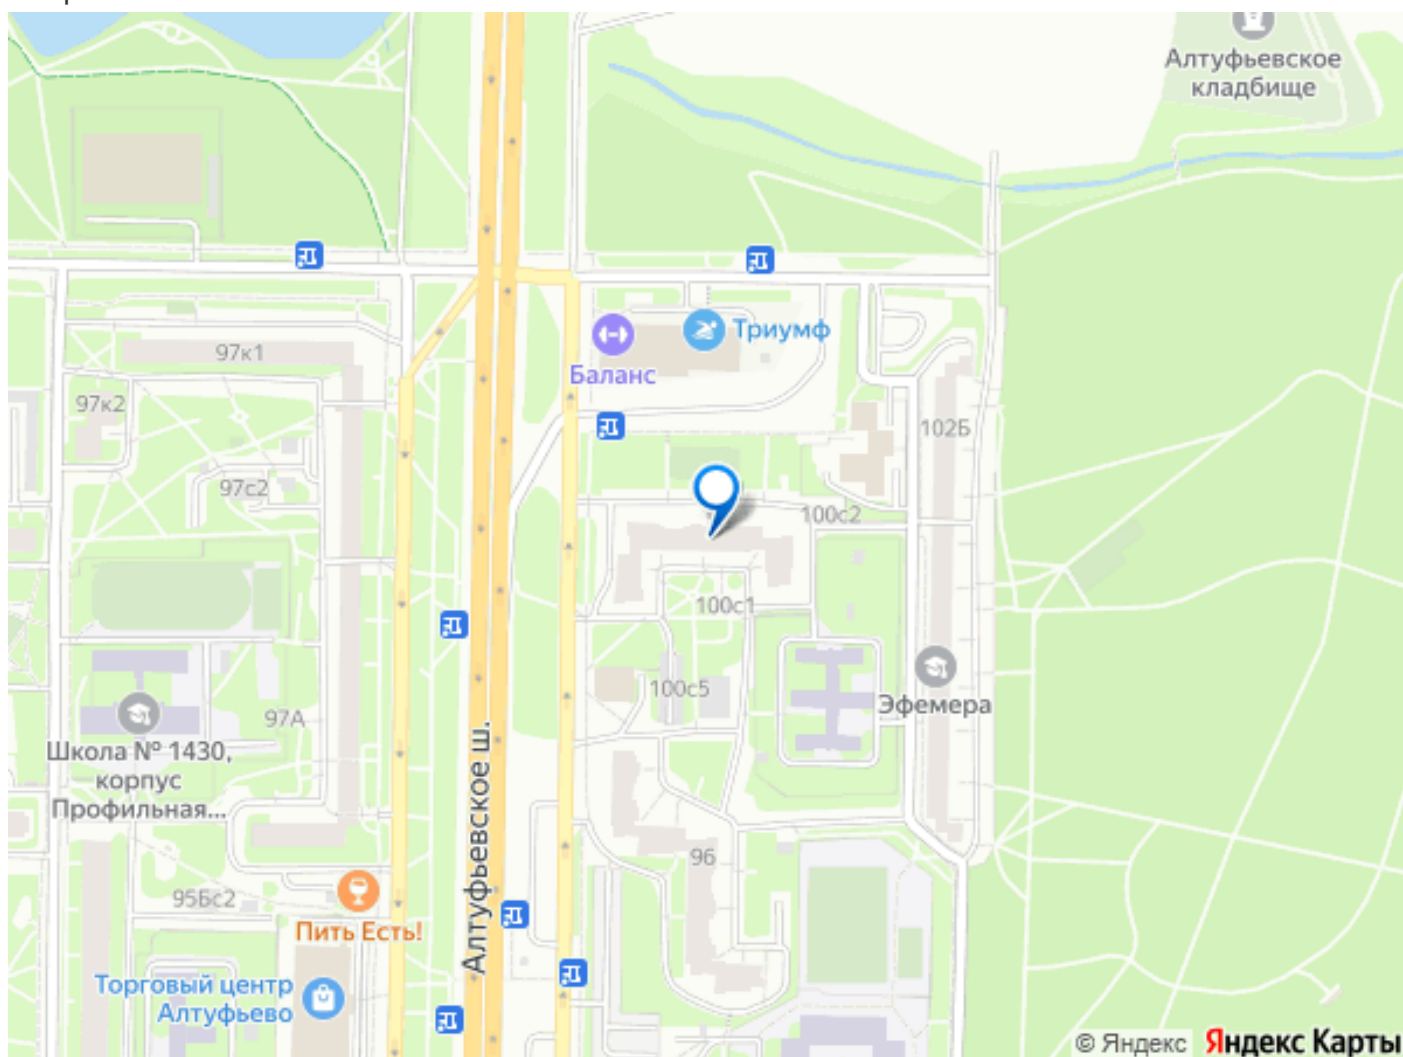 Алтуфьевское
кладбище
Триумф
Баланс
97к1
97к2
97с2
102Б
100с2
100с1
100с5
Эфемера
97А
Школа № 1430,
корпус
Профильная...
Алтуфьевское ш.
96
95Бс2
Пить Есть!
Торговый центр
Алтуфьево
© Яндекс Яндекс Карты